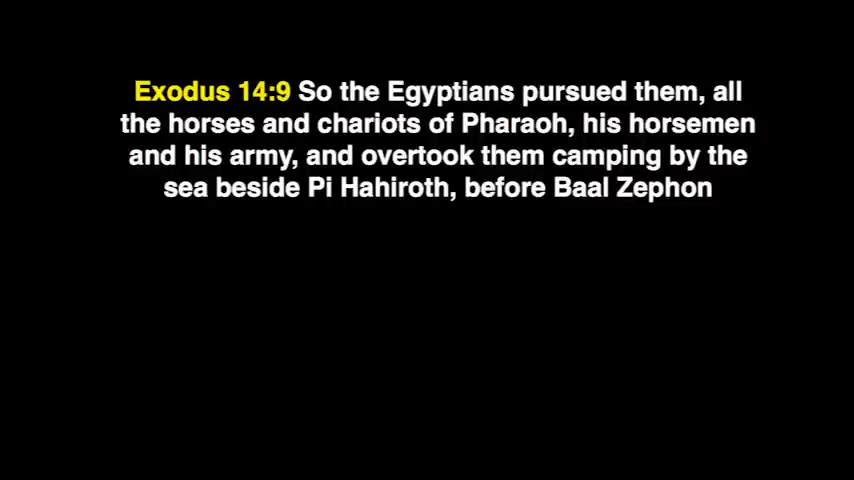 Exodus 14:9 So the Egyptians pursued them, all
the horses and chariots of Pharaoh, his horsemen
and his army, and overtook them camping by the
sea beside Pi Hahiroth, before Baal Zephon